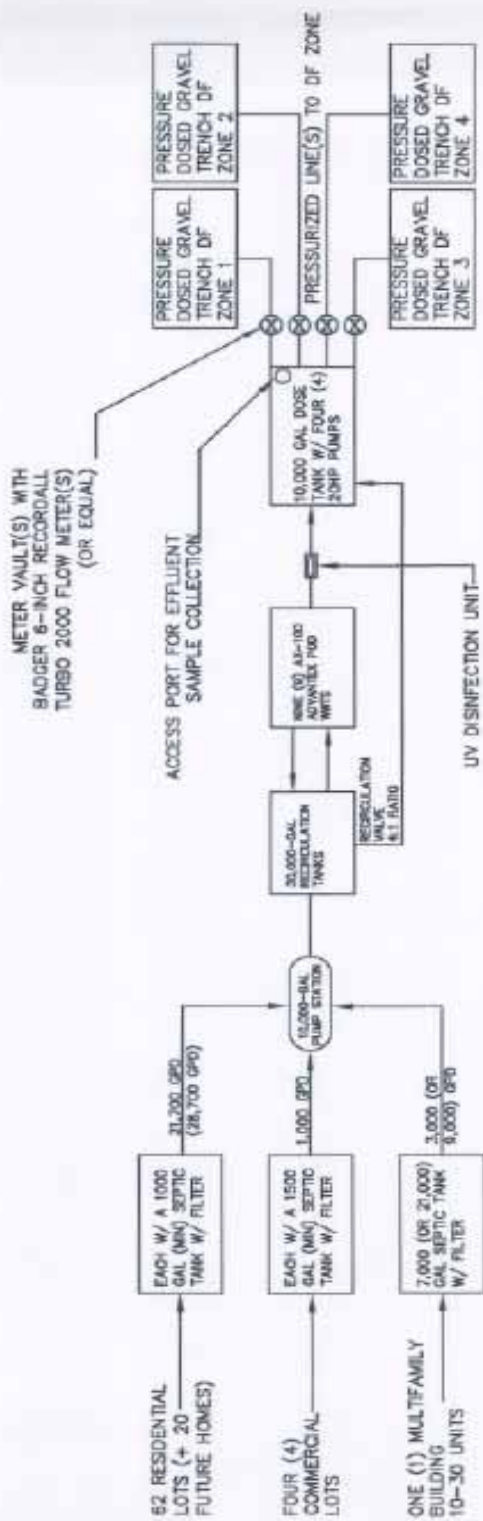 METER VAULT(S) WITH
BADGER 6-INCH RECORDALL
TURBO 2000 FLOW METER(S)
(OR EQUAL)
ACCESS PORT FOR EFFLUENT
SAMPLE COLLECTION
62 RESIDENTIAL
LOTS (+ 20
FUTURE HOMES)
EACH W/ A 1000
GAL (MIN) SEPTIC
TANK W/ FILTER
21,700 GPD
(28,700 GPD)
FOUR (4)
COMMERCIAL
LOTS
EACH W/ A 1500
GAL (MIN) SEPTIC
TANK W/ FILTER
1,000 GPD
ONE (1) MULTIFAMILY
BUILDING
10-30 UNITS
7,000 (OR 21,000)
GAL SEPTIC TANK
W/ FILTER
3,000 (OR
9,000) GPD
10,000-GAL
PUMP STATION
30,000-GAL
RECIRCULATION
TANKS
RECIRCULATION
VALVE
4:1 RATIO
NINE (9) AX-100
ADVANTEX POD
WWTS
UV DISINFECTION UNIT
10,000 GAL DOSE
TANK W/ FOUR (4)
20HP PUMPS
PRESSURE
DOSED GRAVEL
TRENCH DF
ZONE 1
PRESSURE
DOSED GRAVEL
TRENCH DF
ZONE 2
PRESSURIZED LINE(S) TO DF ZONE
PRESSURE
DOSED GRAVEL
TRENCH DF
ZONE 3
PRESSURE
DOSED GRAVEL
TRENCH DF
ZONE 4